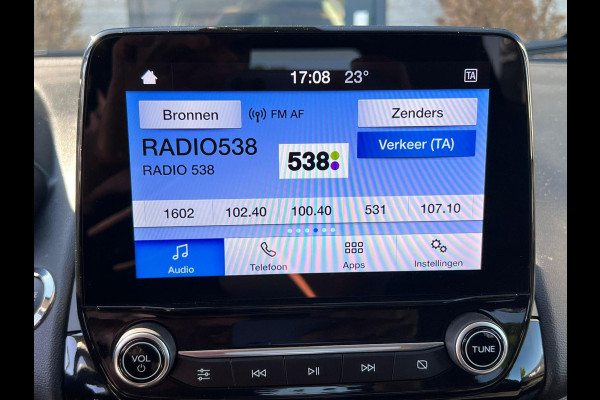 17:08 23° TA
Bronnen FM AF Zenders
RADIO538 538 Verkeer (TA)
RADIO 538
1602 102.40 100.40 531 107.10
Audio Telefoon Apps Instellingen
VOL TUNE